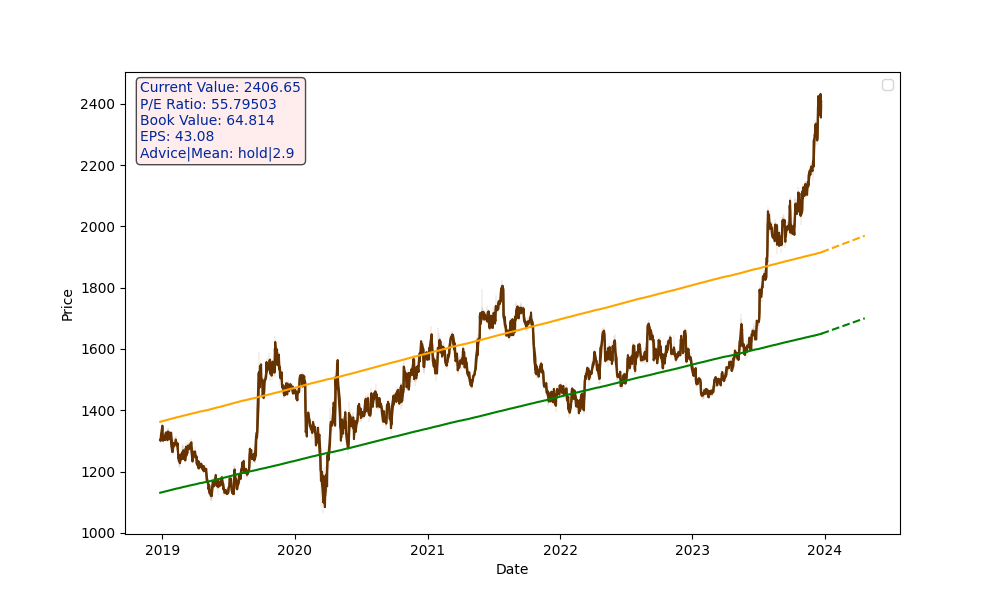 Current Value: 2406.65
P/E Ratio: 55.79503
Book Value: 64.814
EPS: 43.08
Advice|Mean: hold|2.9
2400
2200
2000
1800
1600
1400
1200
1000
Price
2019 2020 2021 2022 2023 2024
Date